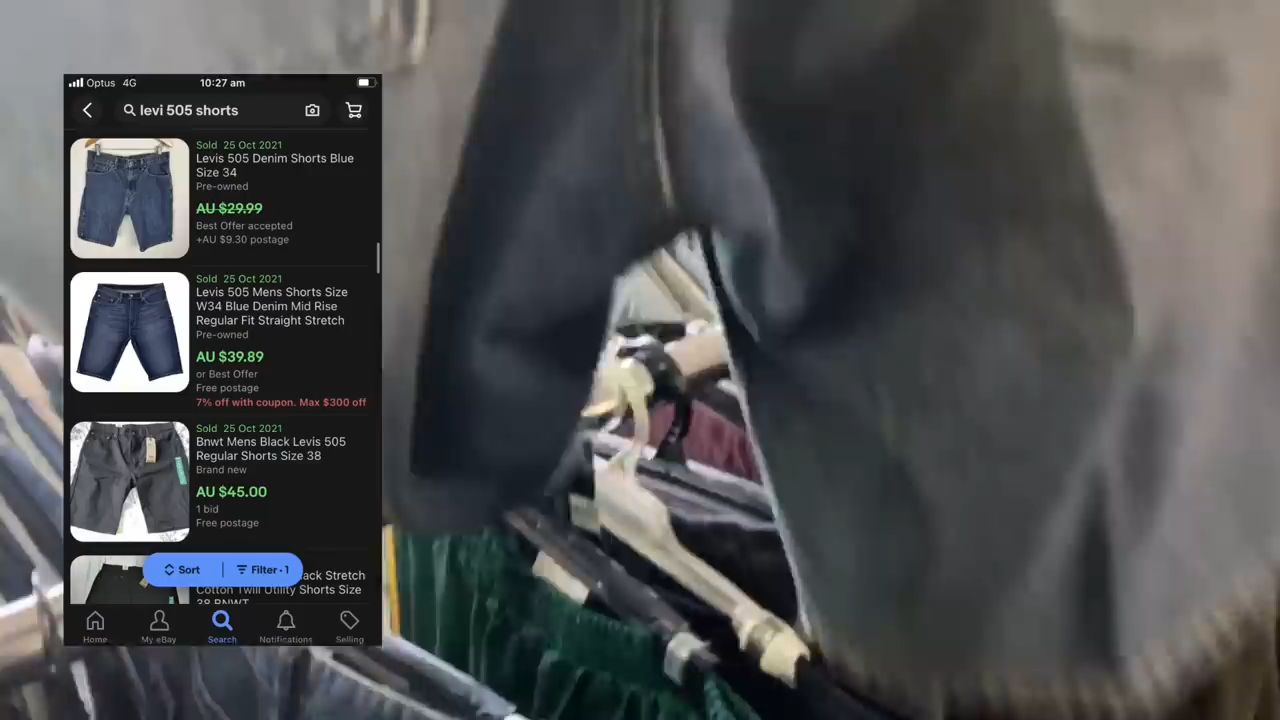 Optus 4G 10:27 am
levi 505 shorts
Sold 25 Oct 2021
Levis 505 Denim Shorts Blue
Size 34
Pre-owned
AU $29.99
Best Offer accepted
+AU $9.30 postage
Sold 25 Oct 2021
Levis 505 Mens Shorts Size
W34 Blue Denim Mid Rise
Regular Fit Straight Stretch
Pre-owned
AU $39.89
or Best Offer
Free postage
7% off with coupon. Max $300 off
Sold 25 Oct 2021
Bnwt Mens Black Levis 505
Regular Shorts Size 38
Brand new
AU $45.00
1 bid
Free postage
Sort Filter · 1
ack Stretch
Cotton Twill Utility Shorts Size
38 BNWT
Home My eBay Search Notifications Selling